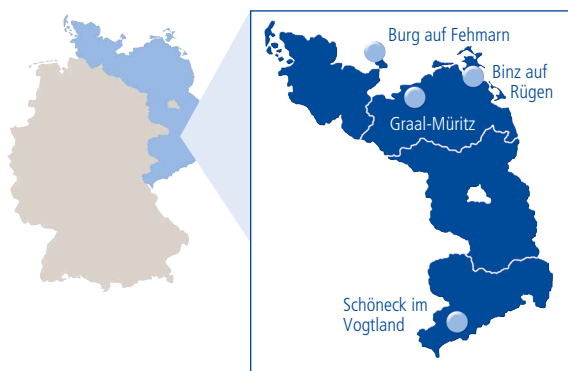 Burg auf Fehmarn
Binz auf
Rügen
Graal-Müritz
Schöneck im
Vogtland